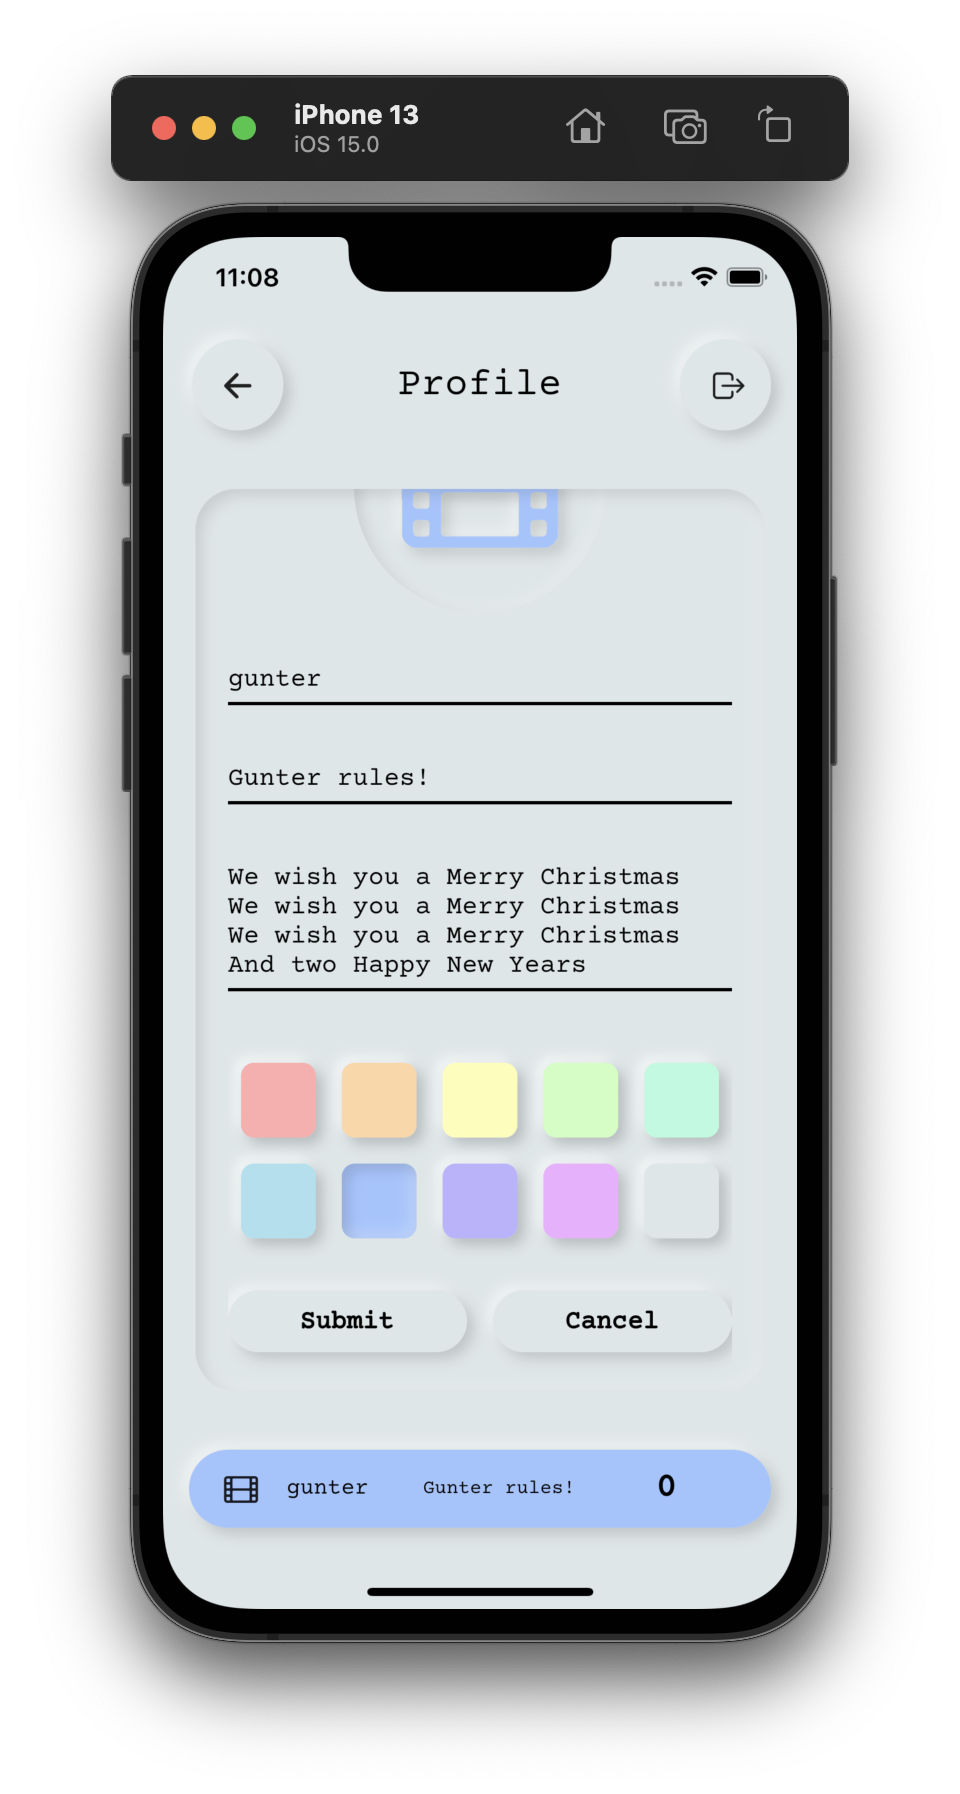 iPhone 13
iOS 15.0
11:08
Profile
gunter
Gunter rules!
We wish you a Merry Christmas
We wish you a Merry Christmas
We wish you a Merry Christmas
And two Happy New Years
Submit Cancel
gunter Gunter rules! 0